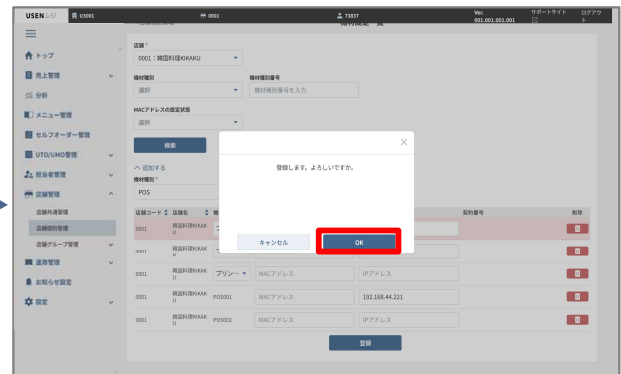 USEN レジ U3001 0001 73837 Ver. 001.001.001.001 サポートサイト ログアウト
トップ
売上管理
分析
メニュー管理
セルフオーダー管理
UTO/UMO管理
担当者管理
店舗管理
店舗共通管理
店舗個別管理
店舗グループ管理
運用管理
お知らせ設定
設定
店舗 *
0001：韓国料理KIKAKU
機材種別 機材種別番号
選択 機材種別番号を入力
MACアドレスの設定状態
選択
検索
追加する
機材種別 *
POS
登録します。よろしいですか。
キャンセル OK
店舗コード 店舗名 契約番号 削除
0001 韓国料理KIKAKU
0001 韓国料理KIKAKU
0001 韓国料理KIKAKU プリン… MACアドレス IPアドレス
0001 韓国料理KIKAKU POS001 MACアドレス 192.168.44.221
0001 韓国料理KIKAKU POS002 MACアドレス IPアドレス
登録